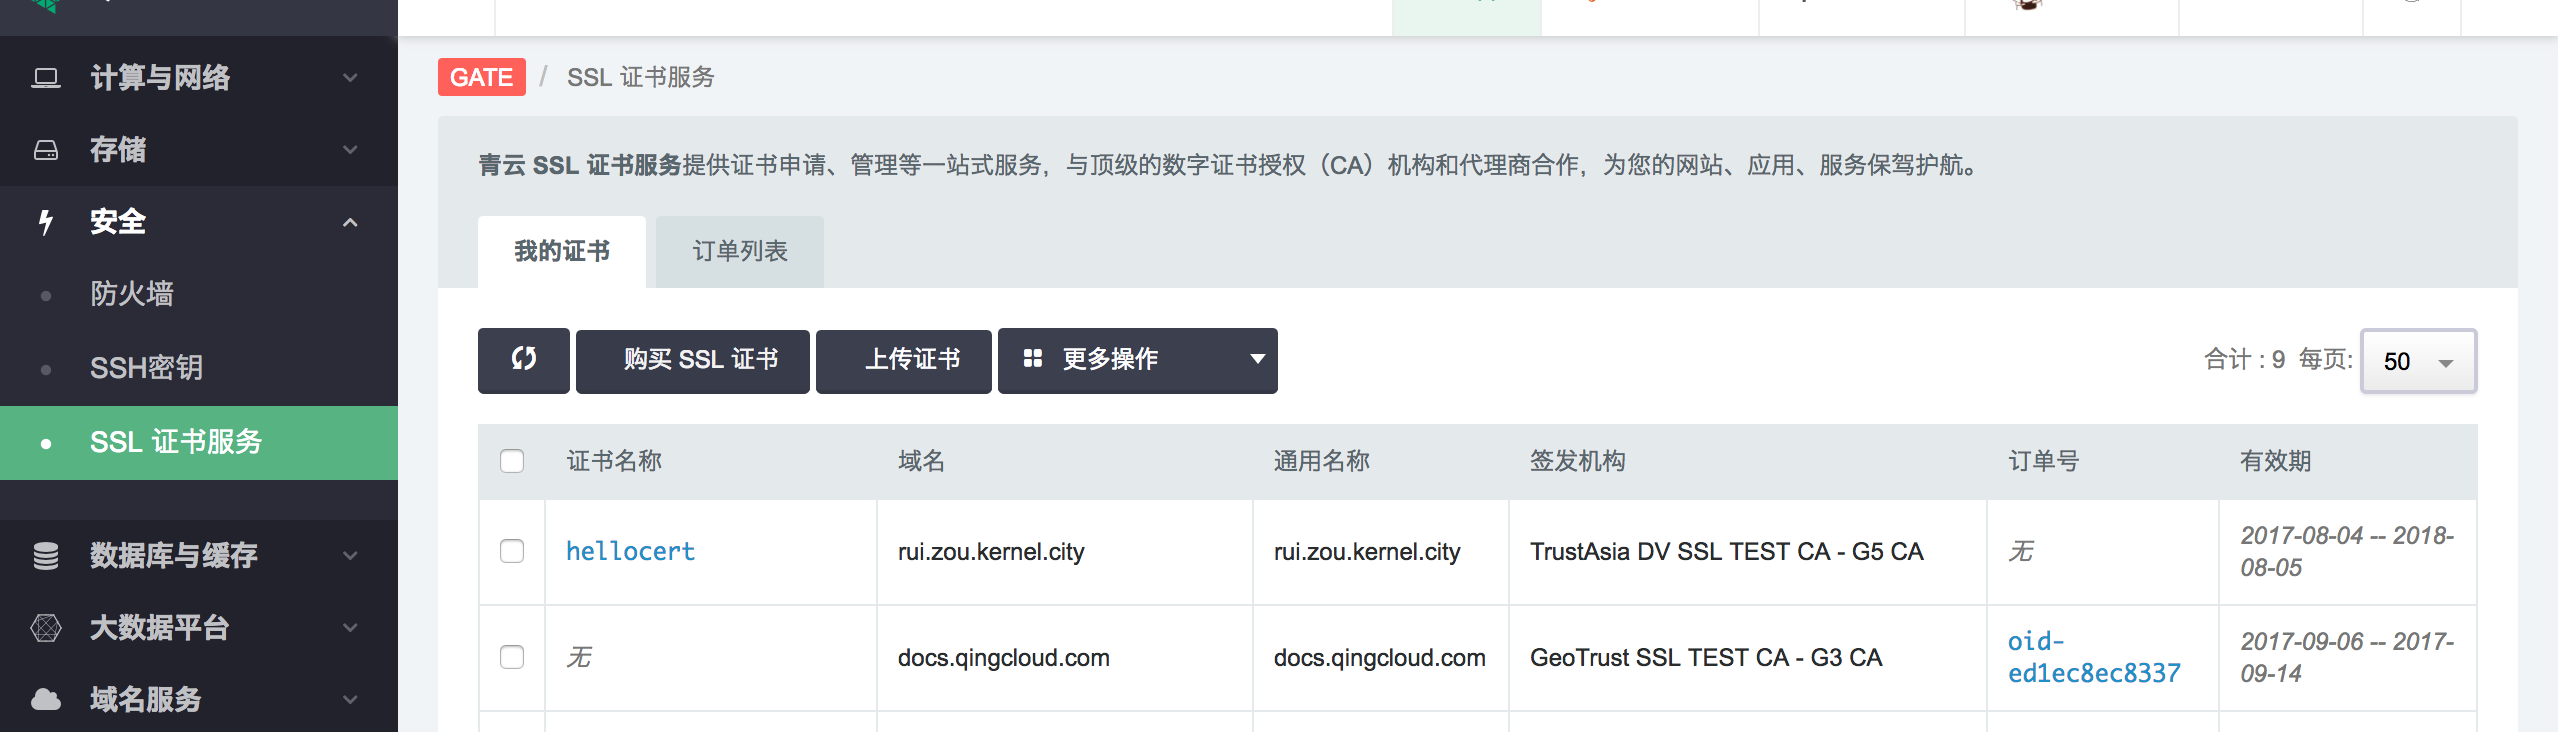 计算与网络
存储
安全
防火墙
SSH密钥
SSL 证书服务
数据库与缓存
大数据平台
域名服务
GATE / SSL 证书服务
青云 SSL 证书服务提供证书申请、管理等一站式服务，与顶级的数字证书授权（CA）机构和代理商合作，为您的网站、应用、服务保驾护航。
我的证书 订单列表
购买 SSL 证书 上传证书 更多操作 合计 : 9 每页: 50
证书名称 域名 通用名称 签发机构 订单号 有效期
hellocert rui.zou.kernel.city rui.zou.kernel.city TrustAsia DV SSL TEST CA - G5 CA 无 2017-08-04 -- 2018-
08-05
无 docs.qingcloud.com docs.qingcloud.com GeoTrust SSL TEST CA - G3 CA oid- 2017-09-06 -- 2017-
ed1ec8ec8337 09-14